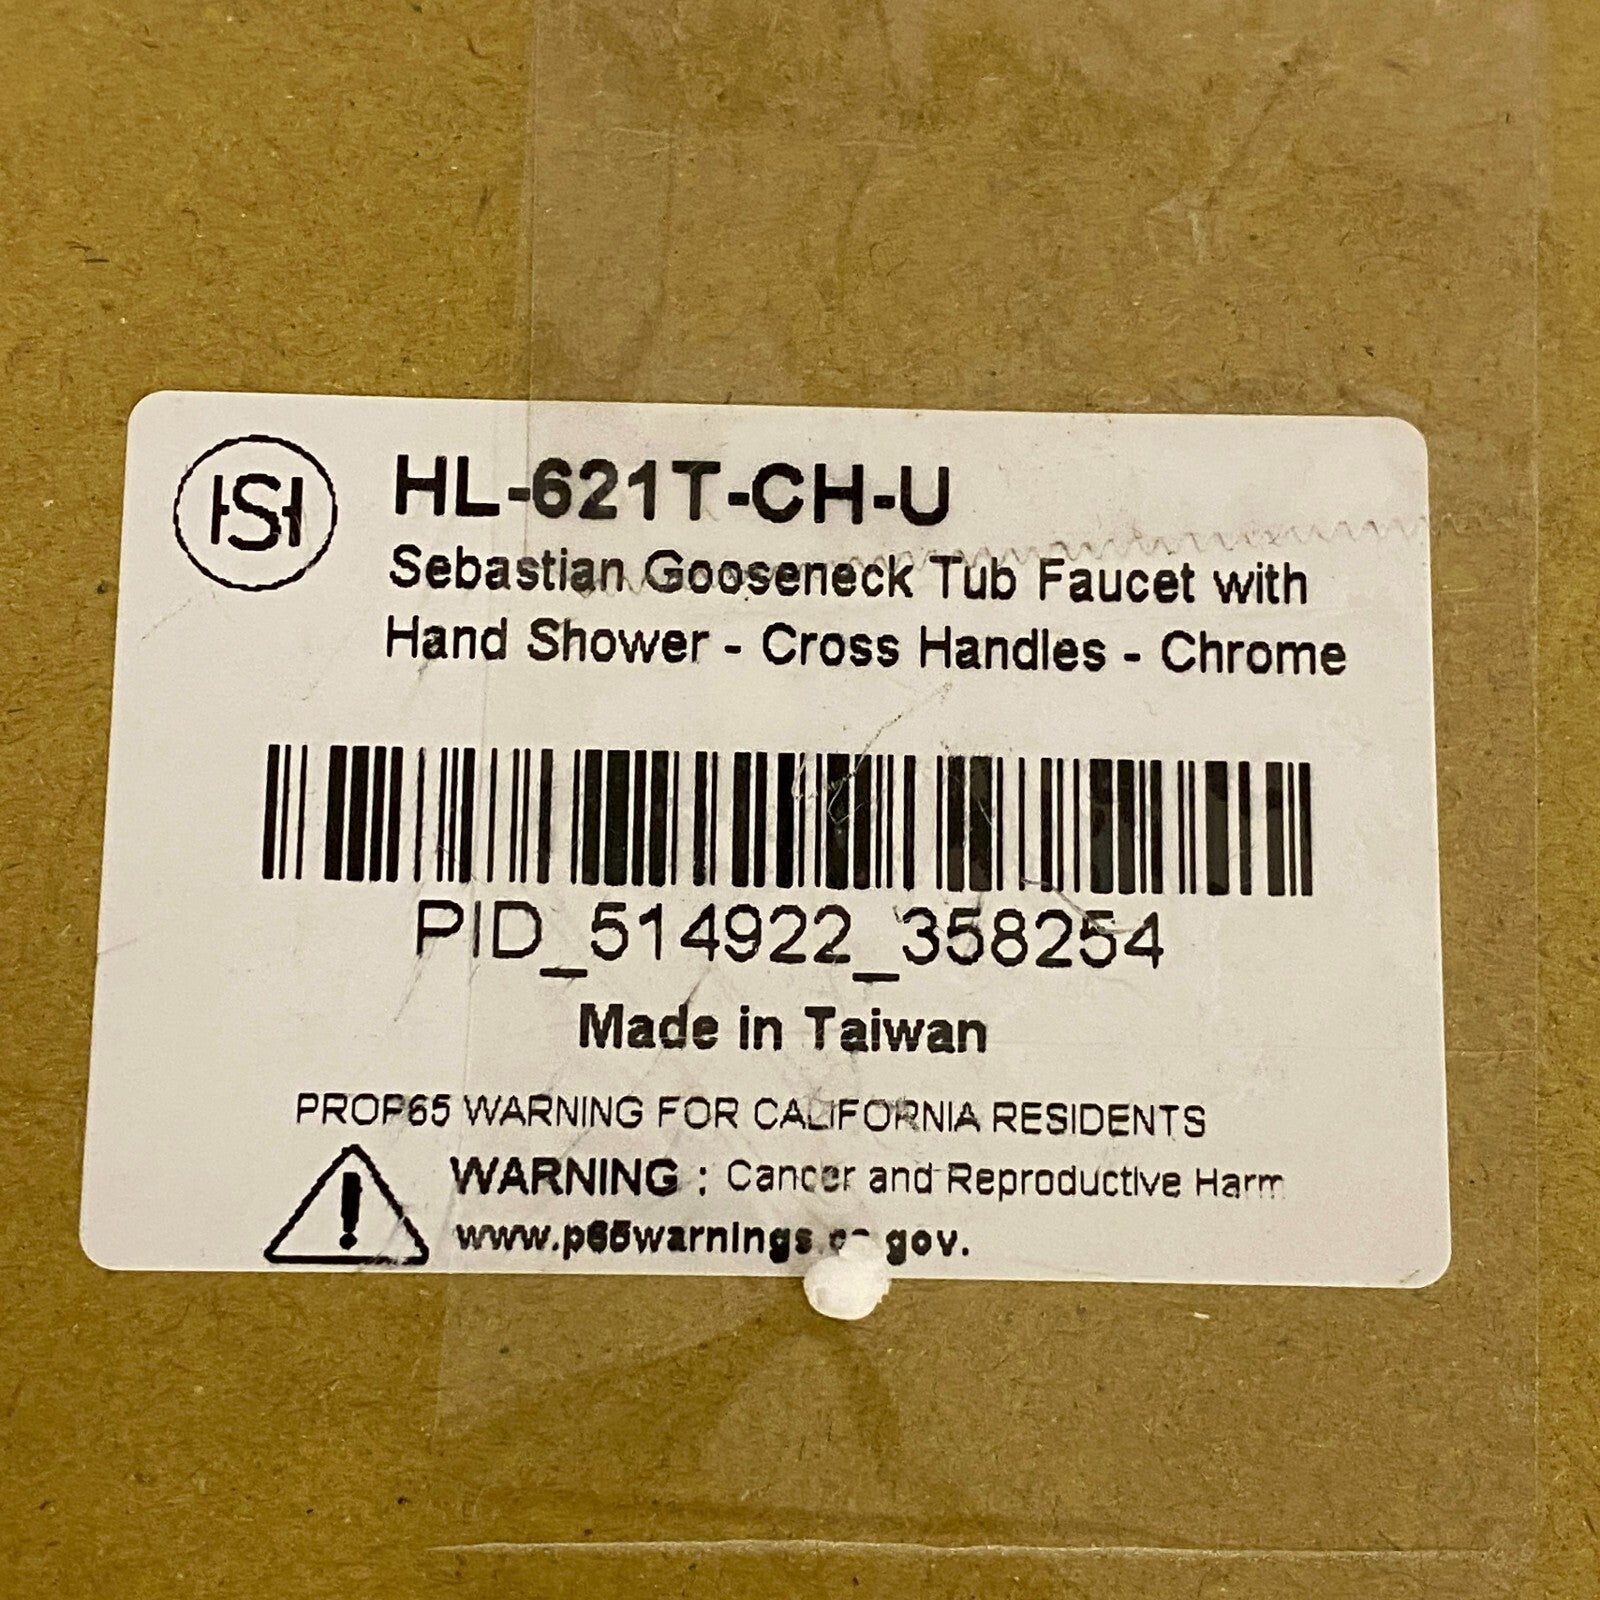 HSH
HL-621T-CH-U
Sebastian Gooseneck Tub Faucet with
Hand Shower - Cross Handles - Chrome
PID_514922_358254
Made in Taiwan
PROP65 WARNING FOR CALIFORNIA RESIDENTS
WARNING : Cancer and Reproductive Harm
www.p65warnings.ca.gov.